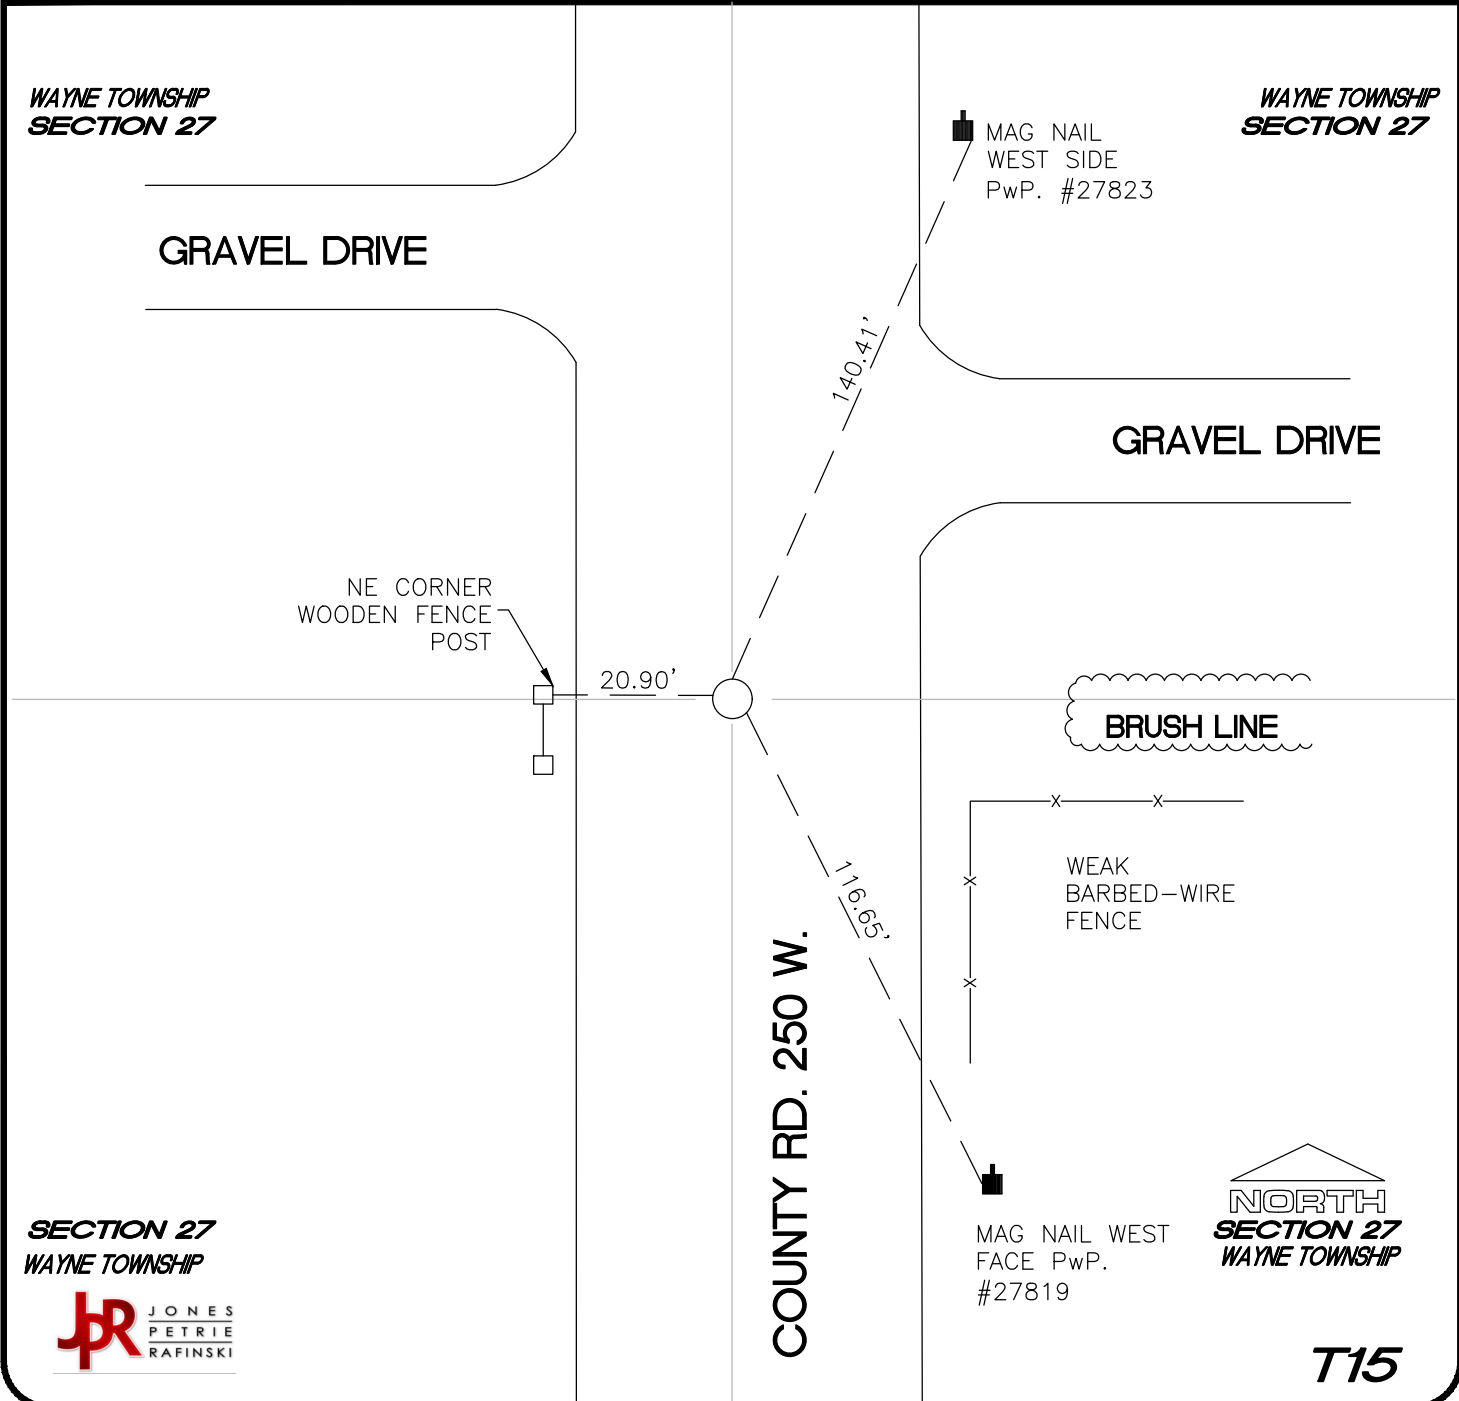 WAYNE TOWNSHIP
SECTION 27
WAYNE TOWNSHIP
SECTION 27
MAG NAIL
WEST SIDE
PwP. #27823
GRAVEL DRIVE
140.41'
GRAVEL DRIVE
NE CORNER
WOODEN FENCE
POST
20.90'
BRUSH LINE
X X
X
X
WEAK
BARBED-WIRE
FENCE
116.65'
COUNTY RD. 250 W.
MAG NAIL WEST
FACE PwP.
#27819
NORTH
SECTION 27
WAYNE TOWNSHIP
SECTION 27
WAYNE TOWNSHIP
JPR
JONES
PETRIE
RAFINSKI
T15